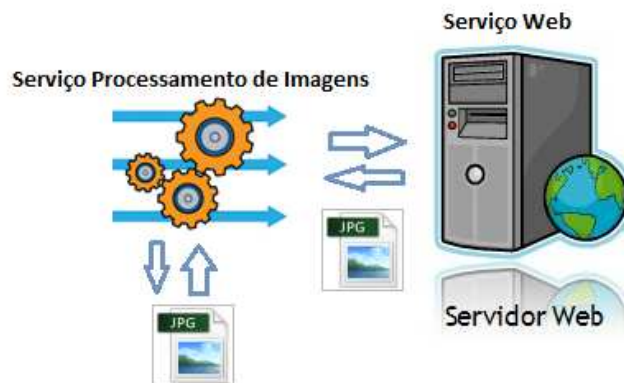 Serviço Web
Serviço Processamento de Imagens
JPG
JPG
Servidor Web